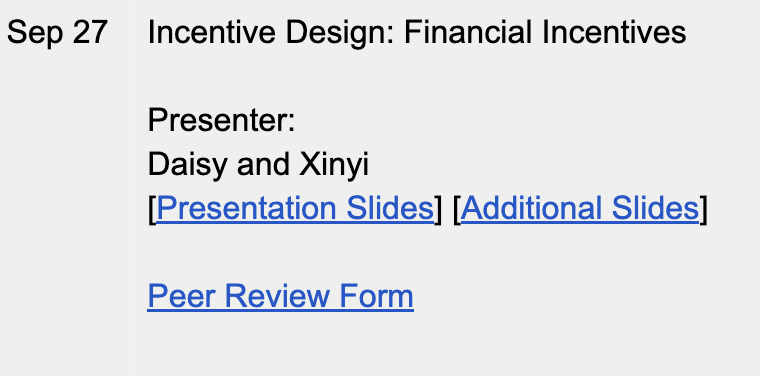 Sep 27 Incentive Design: Financial Incentives
Presenter:
Daisy and Xinyi
[Presentation Slides] [Additional Slides]
Peer Review Form